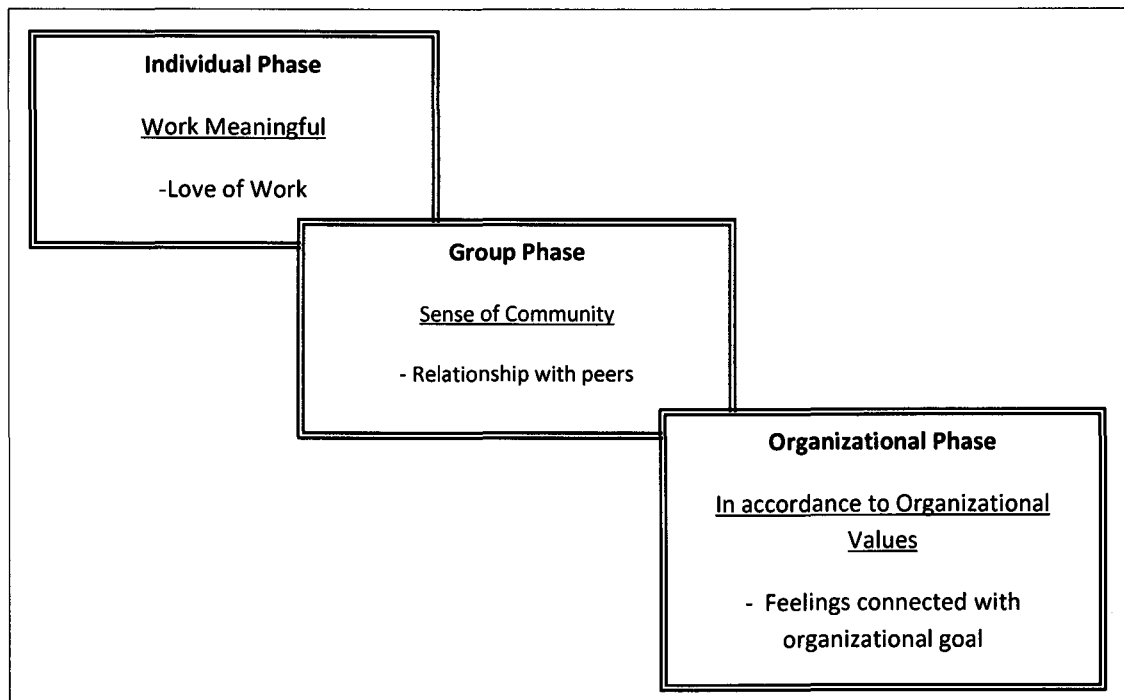 Individual Phase
Work Meaningful
-Love of Work
Group Phase
Sense of Community
- Relationship with peers
Organizational Phase
In accordance to Organizational
Values
- Feelings connected with
organizational goal